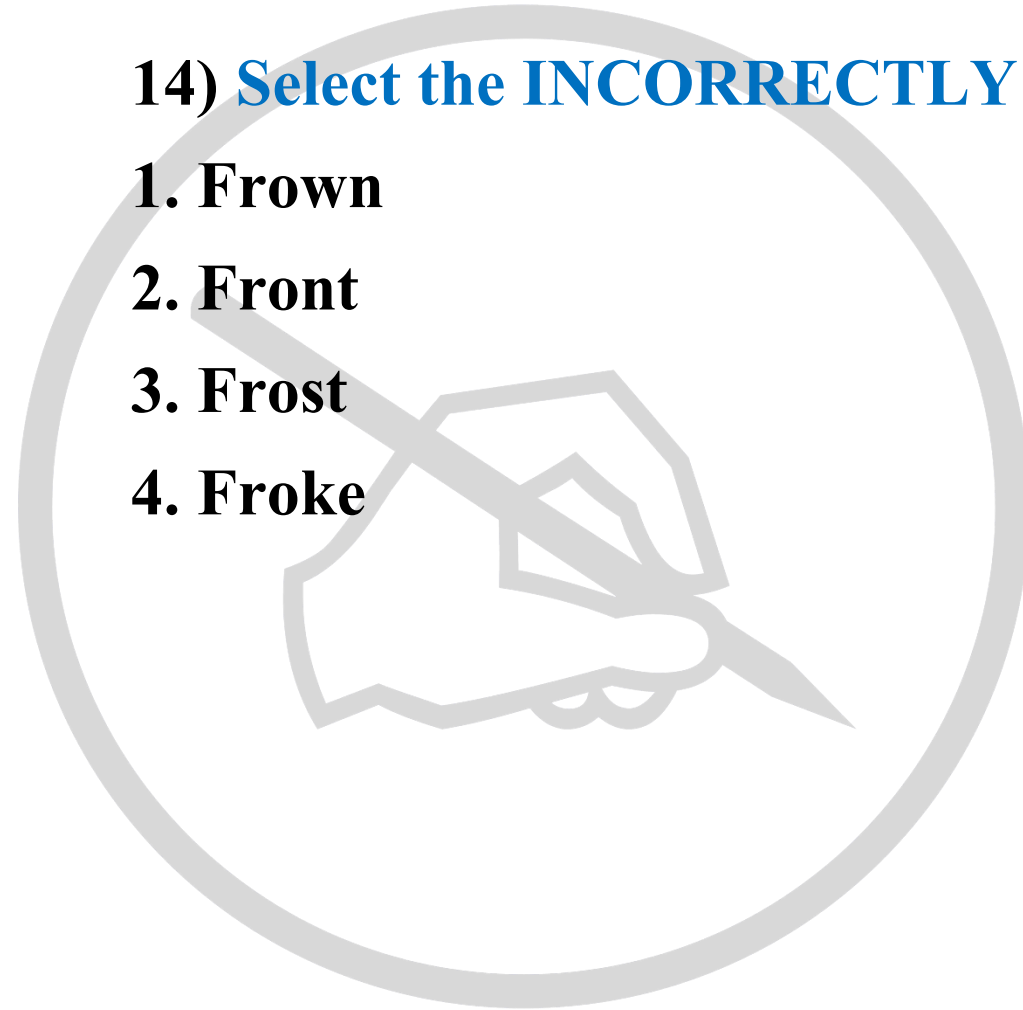 14) Select the INCORRECTLY
1. Frown
2. Front
3. Frost
4. Froke